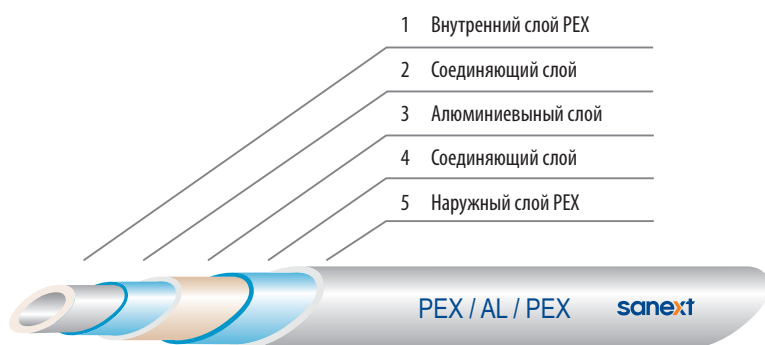 1 Внутренний слой PEX
2 Соединяющий слой
3 Алюминиевыный слой
4 Соединяющий слой
5 Наружный слой PEX
PEX / AL / PEX sanext